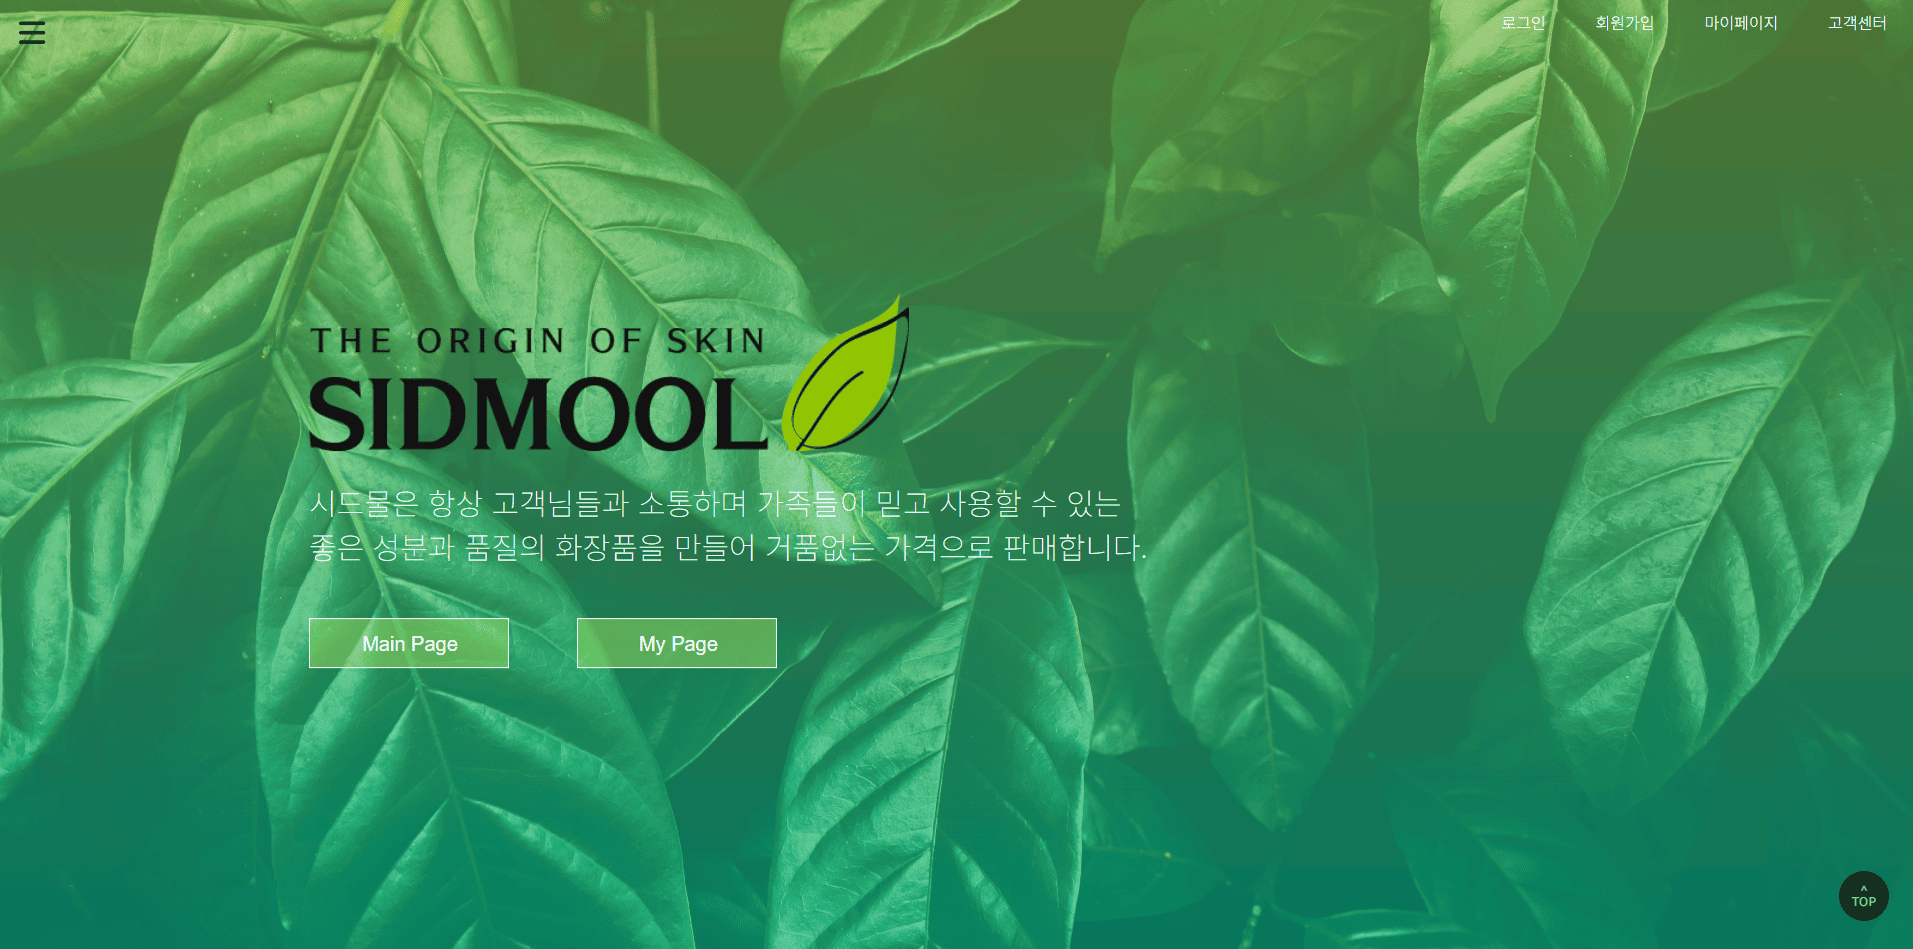 로그인 회원가입 마이페이지 고객센터
THE ORIGIN OF SKIN
SIDMOOL
시드물은 항상 고객님들과 소통하며 가족들이 믿고 사용할 수 있는
좋은 성분과 품질의 화장품을 만들어 거품없는 가격으로 판매합니다.
Main Page My Page
^
TOP